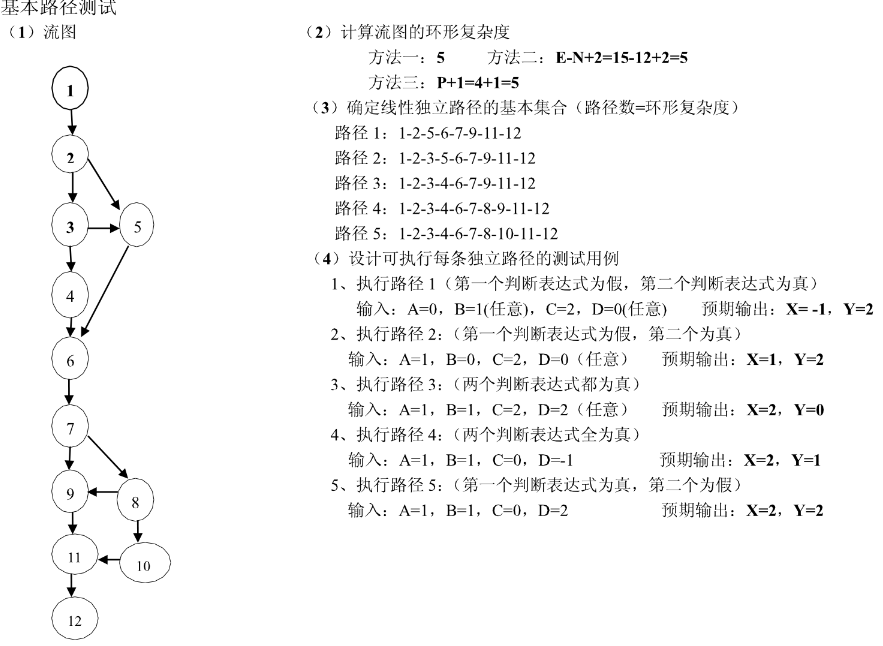 基本路径测试
（1）流图
1
2
3
5
4
6
7
9
8
11
10
12
（2）计算流图的环形复杂度
方法一：5 方法二：E-N+2=15-12+2=5
方法三：P+1=4+1=5
（3）确定线性独立路径的基本集合（路径数=环形复杂度）
路径 1：1-2-5-6-7-9-11-12
路径 2：1-2-3-5-6-7-9-11-12
路径 3：1-2-3-4-6-7-9-11-12
路径 4：1-2-3-4-6-7-8-9-11-12
路径 5：1-2-3-4-6-7-8-10-11-12
（4）设计可执行每条独立路径的测试用例
1、执行路径 1（第一个判断表达式为假，第二个判断表达式为真）
输入：A=0，B=1(任意)，C=2，D=0(任意) 预期输出：X= -1，Y=2
2、执行路径 2：（第一个判断表达式为假，第二个为真）
输入：A=1，B=0，C=2，D=0（任意） 预期输出：X=1，Y=2
3、执行路径 3：（两个判断表达式都为真）
输入：A=1，B=1，C=2，D=2（任意） 预期输出：X=2，Y=0
4、执行路径 4：（两个判断表达式全为真）
输入：A=1，B=1，C=0，D=-1 预期输出：X=2，Y=1
5、执行路径 5：（第一个判断表达式为真，第二个为假）
输入：A=1，B=1，C=0，D=2 预期输出：X=2，Y=2